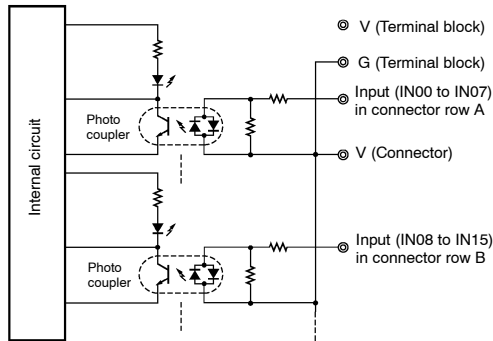 V (Terminal block)
G (Terminal block)
Input (IN00 to IN07)
in connector row A
Photo
coupler
V (Connector)
Internal circuit
Input (IN08 to IN15)
in connector row B
Photo
coupler